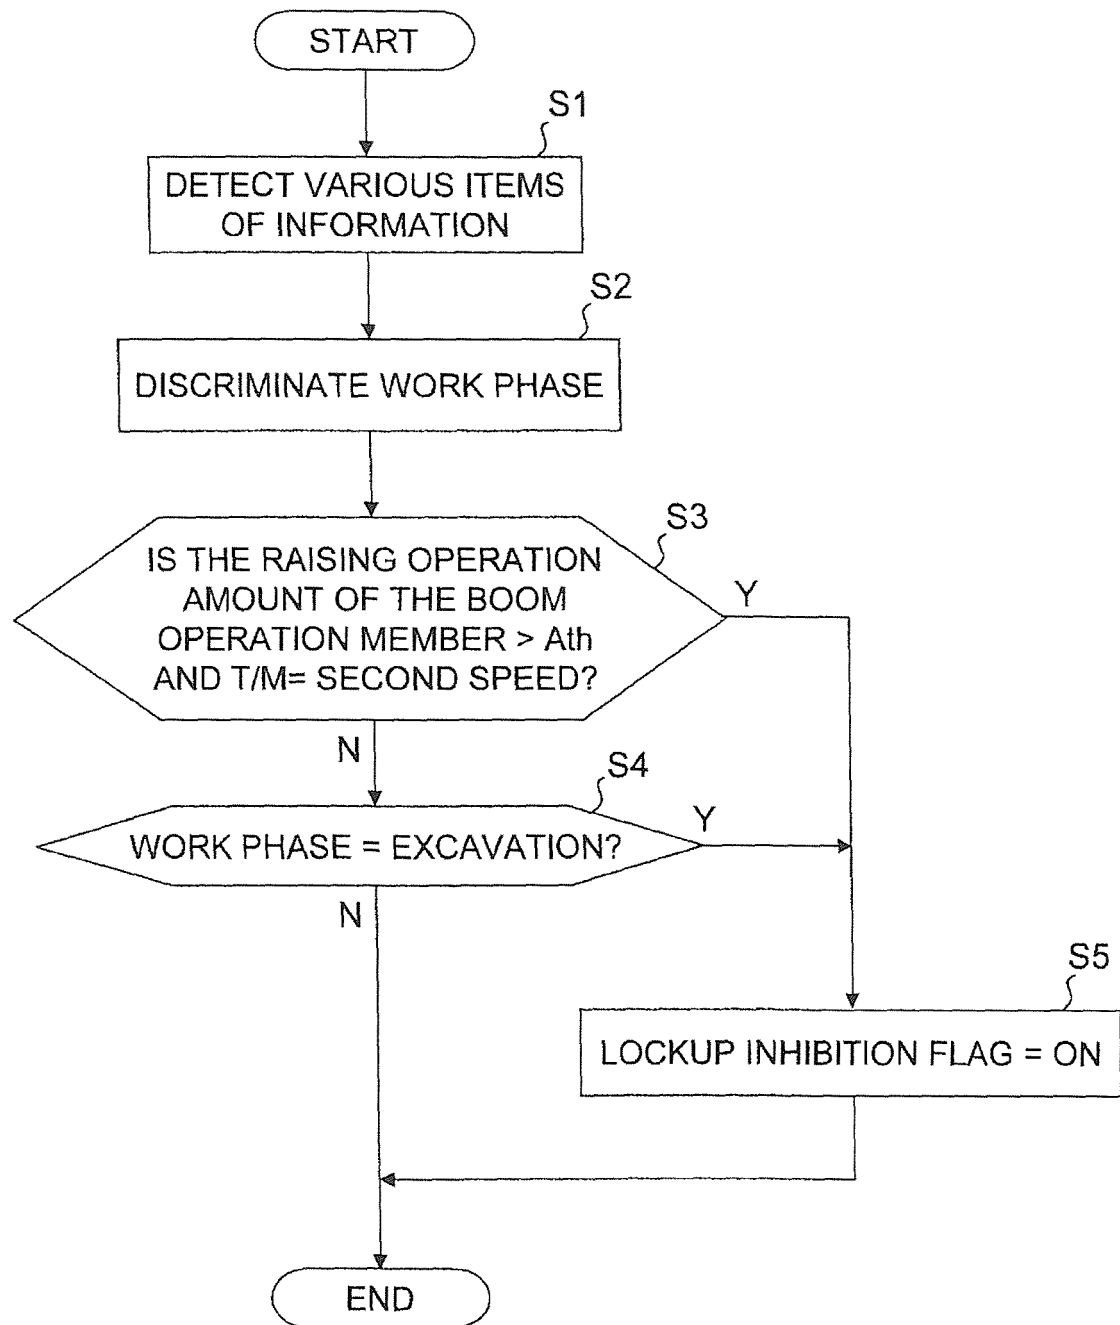 START
S1
DETECT VARIOUS ITEMS
OF INFORMATION
S2
DISCRIMINATE WORK PHASE
S3
IS THE RAISING OPERATION
AMOUNT OF THE BOOM
OPERATION MEMBER > Ath
AND T/M= SECOND SPEED?
Y
N
S4
WORK PHASE = EXCAVATION?
Y
N
S5
LOCKUP INHIBITION FLAG = ON
END